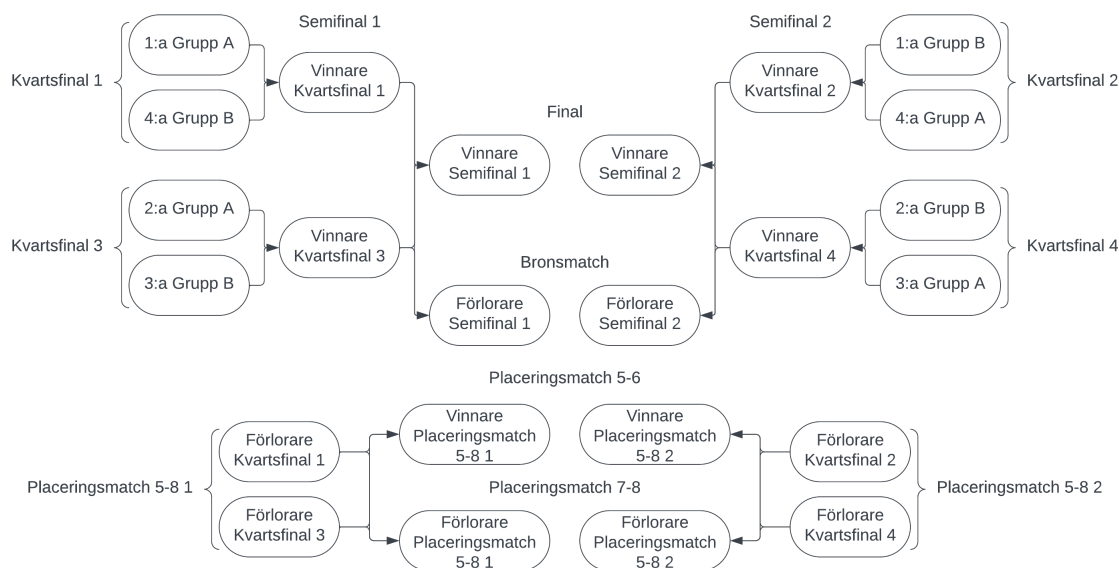 Semifinal 1
Semifinal 2
1:a Grupp A
1:a Grupp B
Kvartsfinal 1
Vinnare
Kvartsfinal 1
Vinnare
Kvartsfinal 2
Kvartsfinal 2
4:a Grupp B
4:a Grupp A
Final
Vinnare
Semifinal 1
Vinnare
Semifinal 2
2:a Grupp A
2:a Grupp B
Kvartsfinal 3
Vinnare
Kvartsfinal 3
Vinnare
Kvartsfinal 4
Kvartsfinal 4
3:a Grupp B
3:a Grupp A
Bronsmatch
Förlorare
Semifinal 1
Förlorare
Semifinal 2
Placeringsmatch 5-6
Vinnare
Placeringsmatch
5-8 1
Vinnare
Placeringsmatch
5-8 2
Förlorare
Kvartsfinal 1
Förlorare
Kvartsfinal 2
Placeringsmatch 5-8 1
Placeringsmatch 7-8
Placeringsmatch 5-8 2
Förlorare
Kvartsfinal 3
Förlorare
Kvartsfinal 4
Förlorare
Placeringsmatch
5-8 1
Förlorare
Placeringsmatch
5-8 2